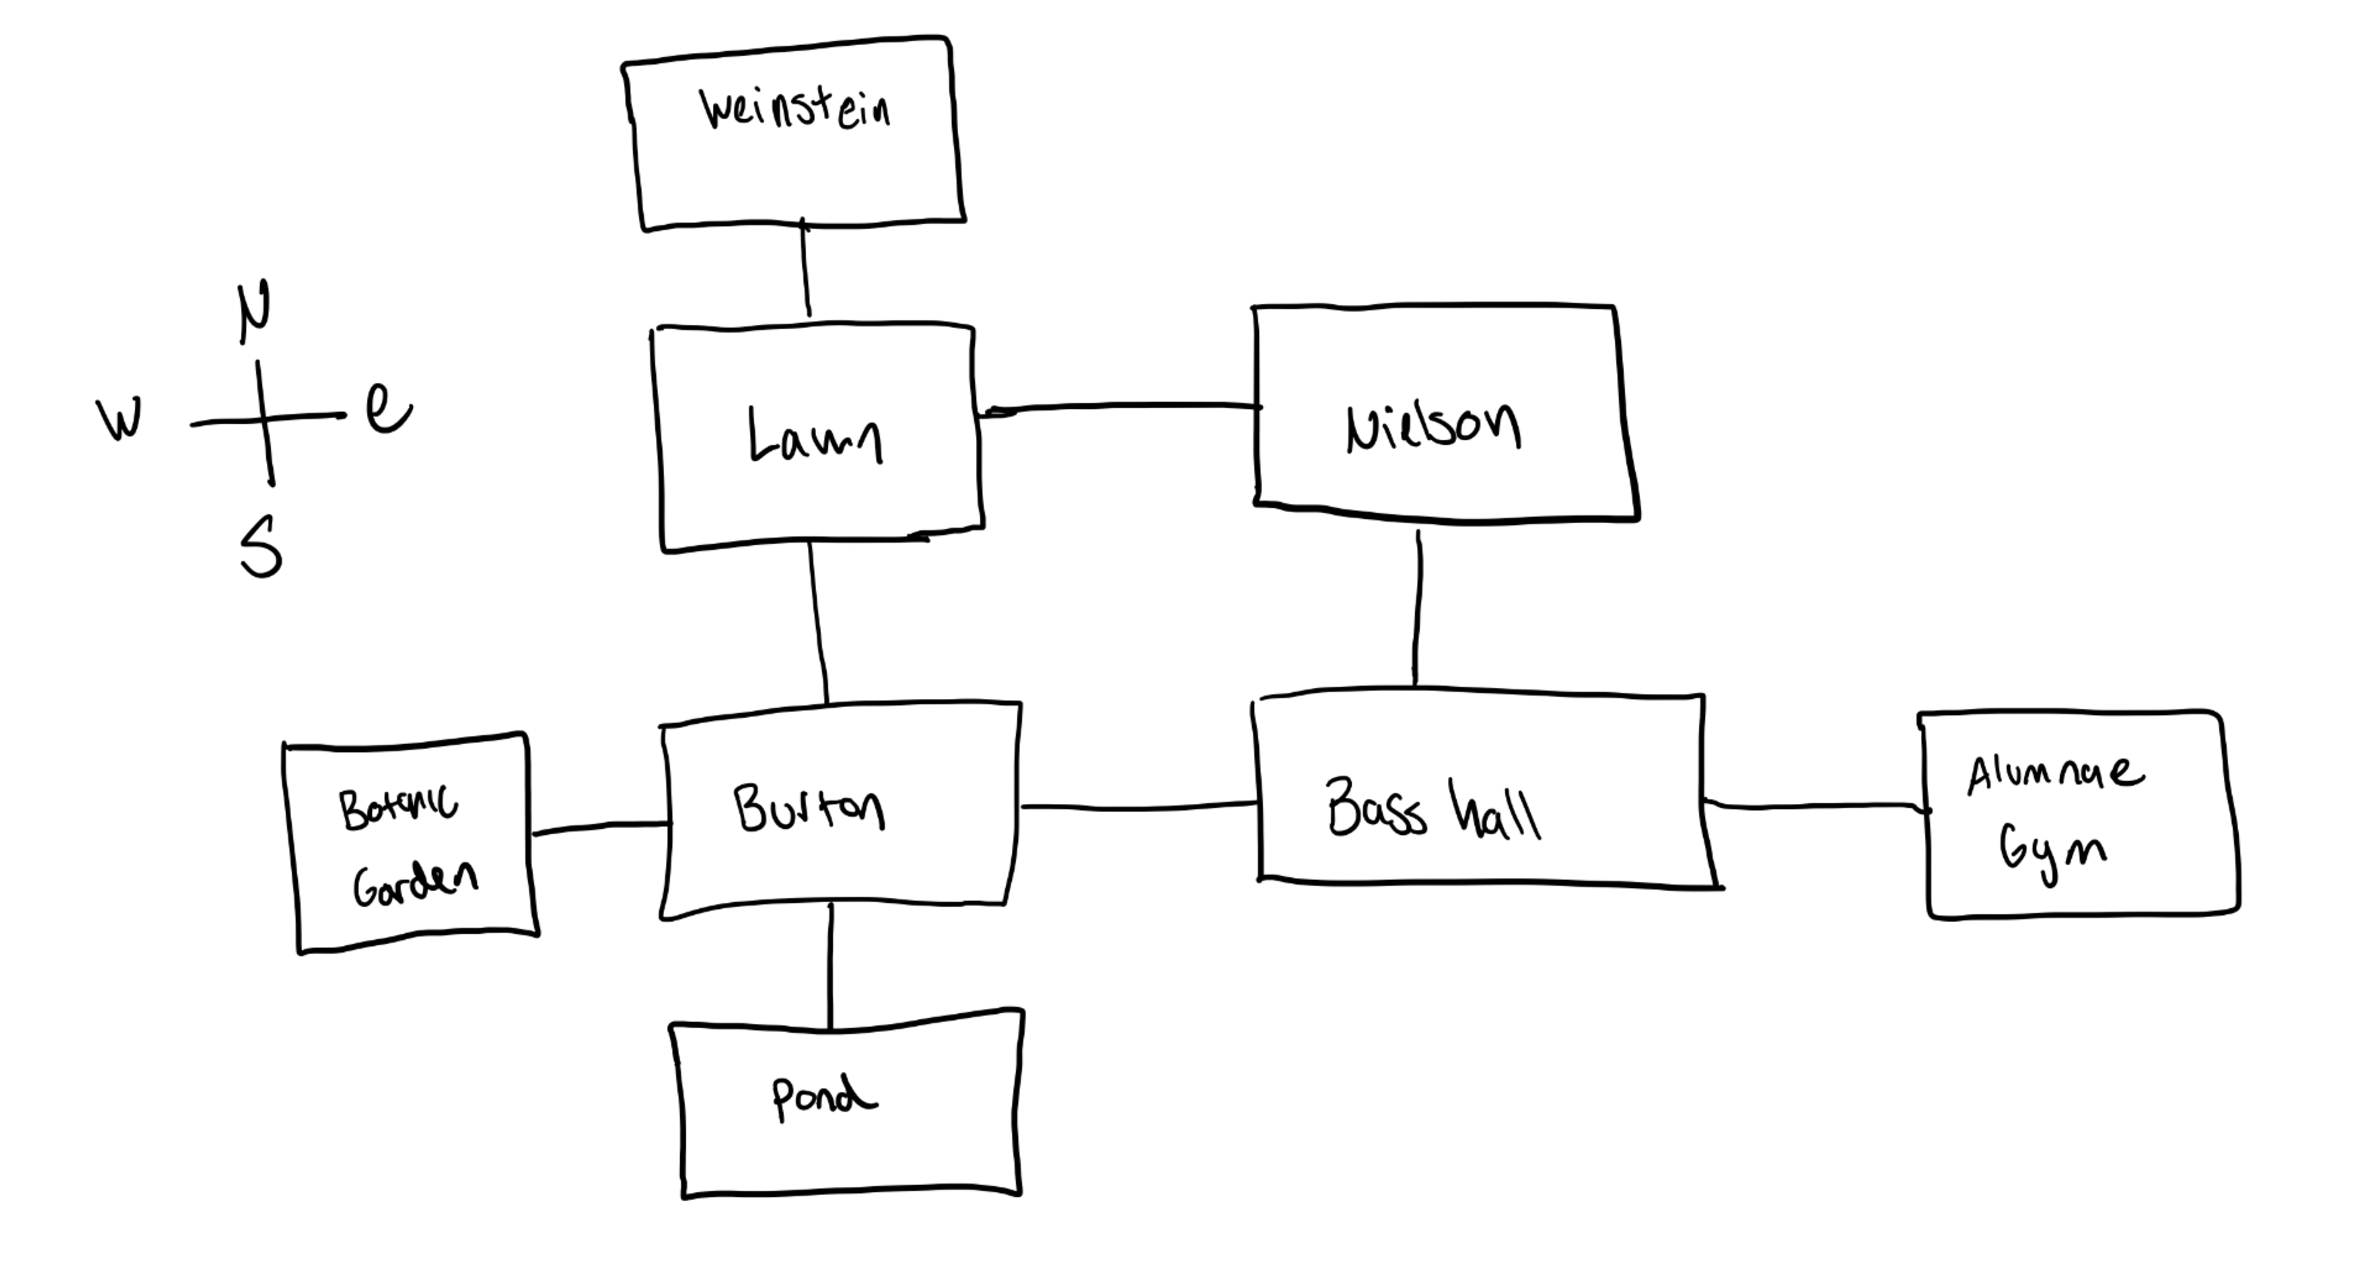 Weinstein
N
W
e
S
Lawn
Nielson
Botanic
Garden
Burton
Bass hall
Alumnae
Gym
Pond